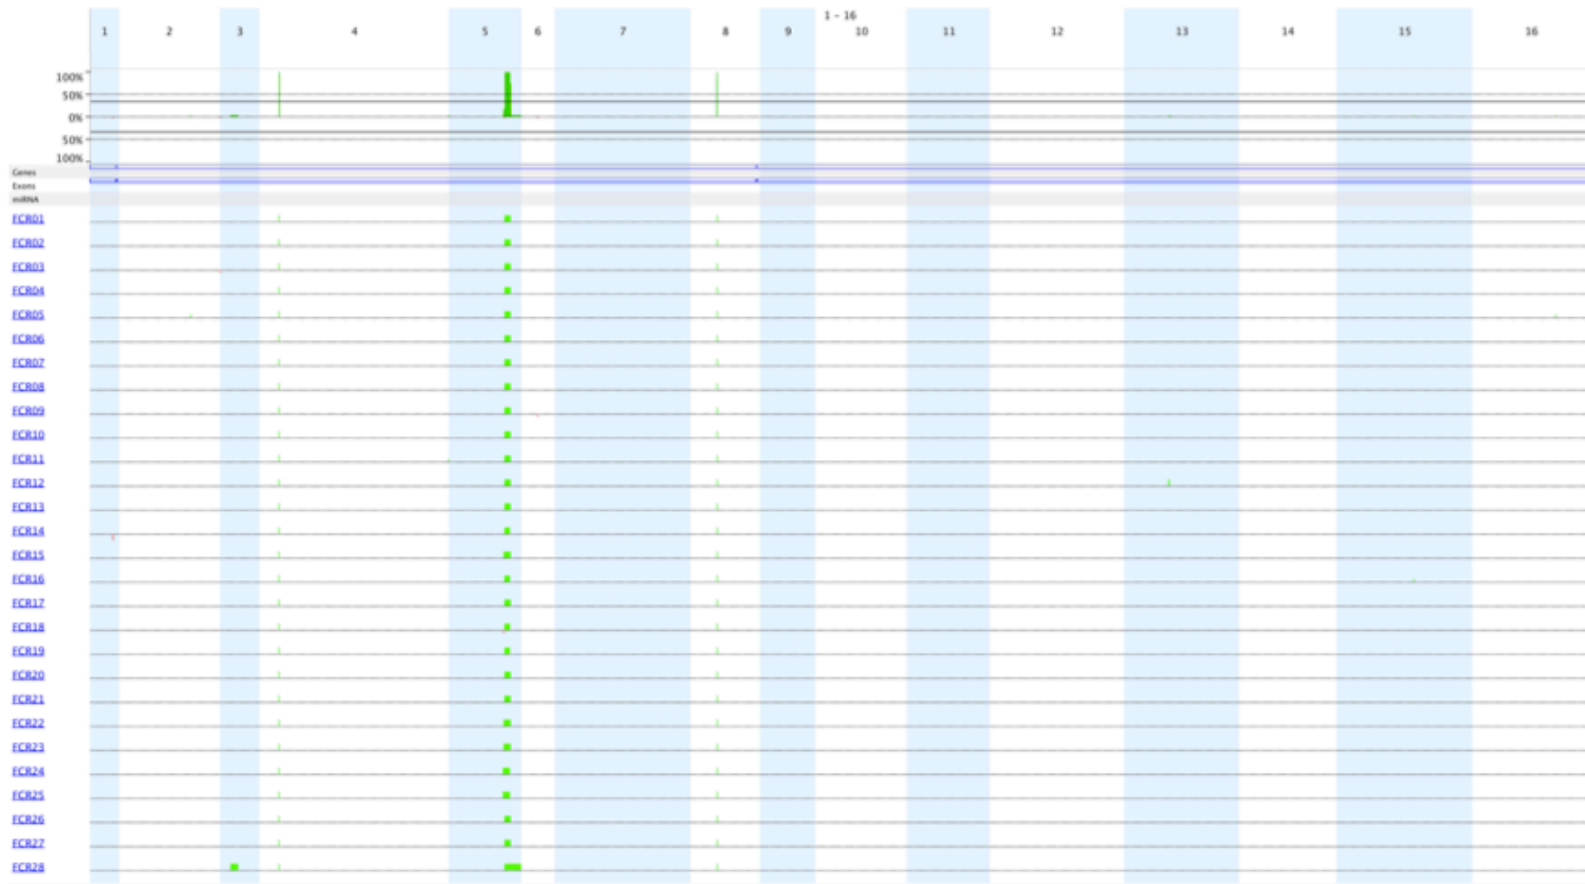 1 - 16
1 2 3 4 5 6 7 8 9 10 11 12 13 14 15 16
100%
50%
0%
50%
100%
Genes
Exons
miRNA
FCR01
FCR02
FCR03
FCR04
FCR05
FCR06
FCR07
FCR08
FCR09
FCR10
FCR11
FCR12
FCR13
FCR14
FCR15
FCR16
FCR17
FCR18
FCR19
FCR20
FCR21
FCR22
FCR23
FCR24
FCR25
FCR26
FCR27
FCR28